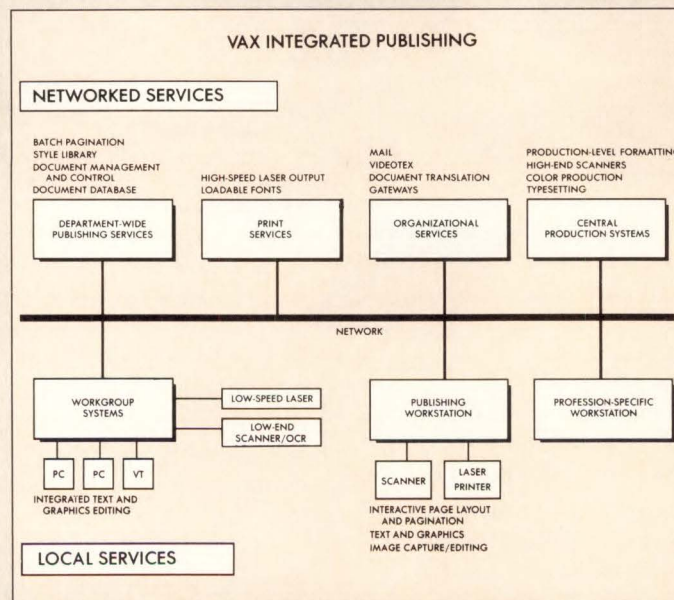 VAX INTEGRATED PUBLISHING
NETWORKED SERVICES
BATCH PAGINATION
STYLE LIBRARY
DOCUMENT MANAGEMENT
AND CONTROL
DOCUMENT DATABASE
HIGH-SPEED LASER OUTPUT
LOADABLE FONTS
MAIL
VIDEOTEX
DOCUMENT TRANSLATION
GATEWAYS
PRODUCTION-LEVEL FORMATTING
HIGH-END SCANNERS
COLOR PRODUCTION
TYPESETTING
DEPARTMENT-WIDE
PUBLISHING SERVICES
PRINT
SERVICES
ORGANIZATIONAL
SERVICES
CENTRAL
PRODUCTION SYSTEMS
NETWORK
WORKGROUP
SYSTEMS
LOW-SPEED LASER
LOW-END
SCANNER/OCR
PUBLISHING
WORKSTATION
PROFESSION-SPECIFIC
WORKSTATION
PC
PC
VT
SCANNER
LASER
PRINTER
INTEGRATED TEXT AND
GRAPHICS EDITING
INTERACTIVE PAGE LAYOUT
AND PAGINATION
TEXT AND GRAPHICS
IMAGE CAPTURE/EDITING
LOCAL SERVICES